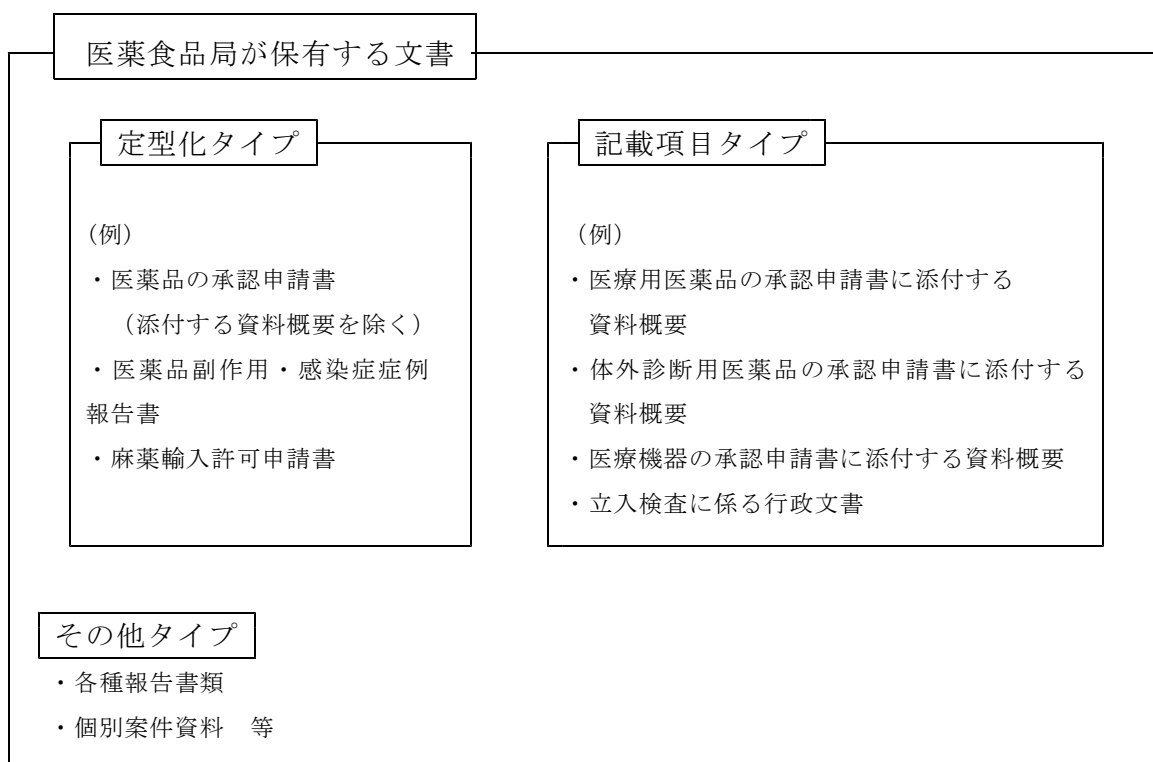 医薬食品局が保有する文書
定型化タイプ
(例)
・医薬品の承認申請書
(添付する資料概要を除く)
・医薬品副作用・感染症症例
報告書
・麻薬輸入許可申請書
記載項目タイプ
(例)
・医療用医薬品の承認申請書に添付する
資料概要
・体外診断用医薬品の承認申請書に添付する
資料概要
・医療機器の承認申請書に添付する資料概要
・立入検査に係る行政文書
その他タイプ
・各種報告書類
・個別案件資料 等